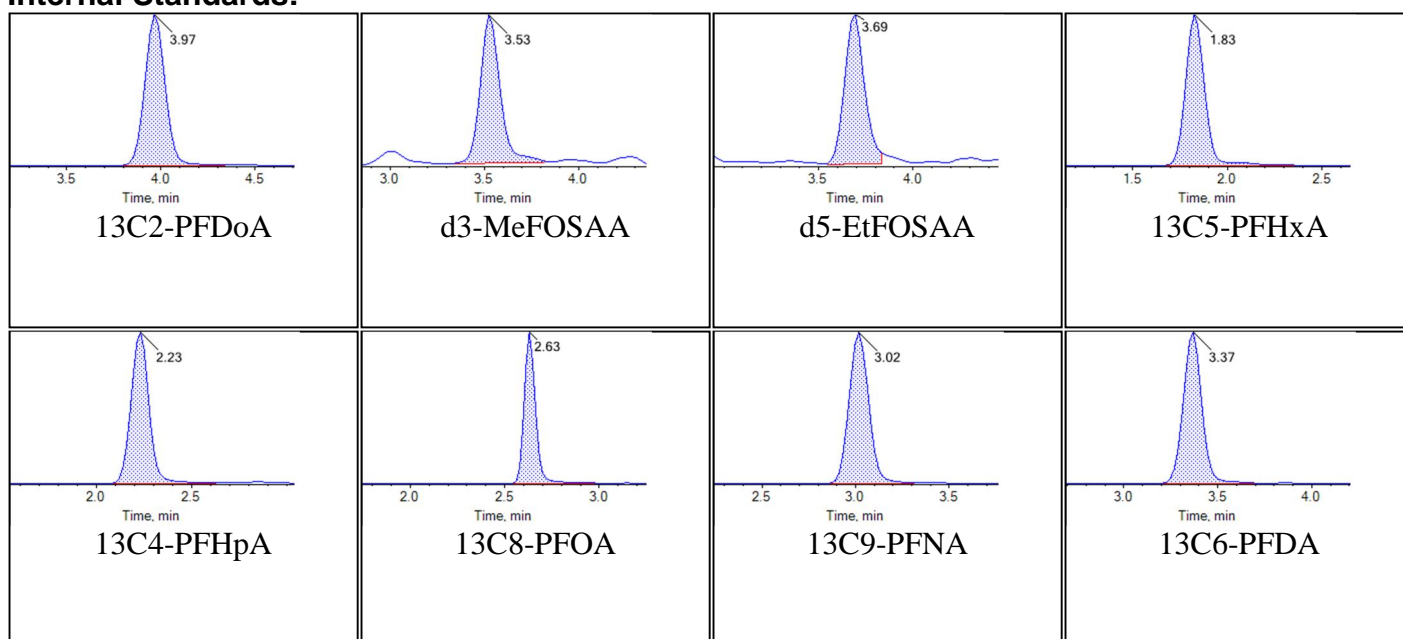 Internal Standards:
3.97
3.5 4.0 4.5
Time, min
13C2-PFDoA
3.53
3.0 3.5 4.0
Time, min
d3-MeFOSAA
3.69
3.5 4.0
Time, min
d5-EtFOSAA
1.83
1.5 2.0 2.5
Time, min
13C5-PFHxA
2.23
2.0 2.5
Time, min
13C4-PFHpA
2.63
2.0 2.5 3.0
Time, min
13C8-PFOA
3.02
2.5 3.0 3.5
Time, min
13C9-PFNA
3.37
3.0 3.5 4.0
Time, min
13C6-PFDA